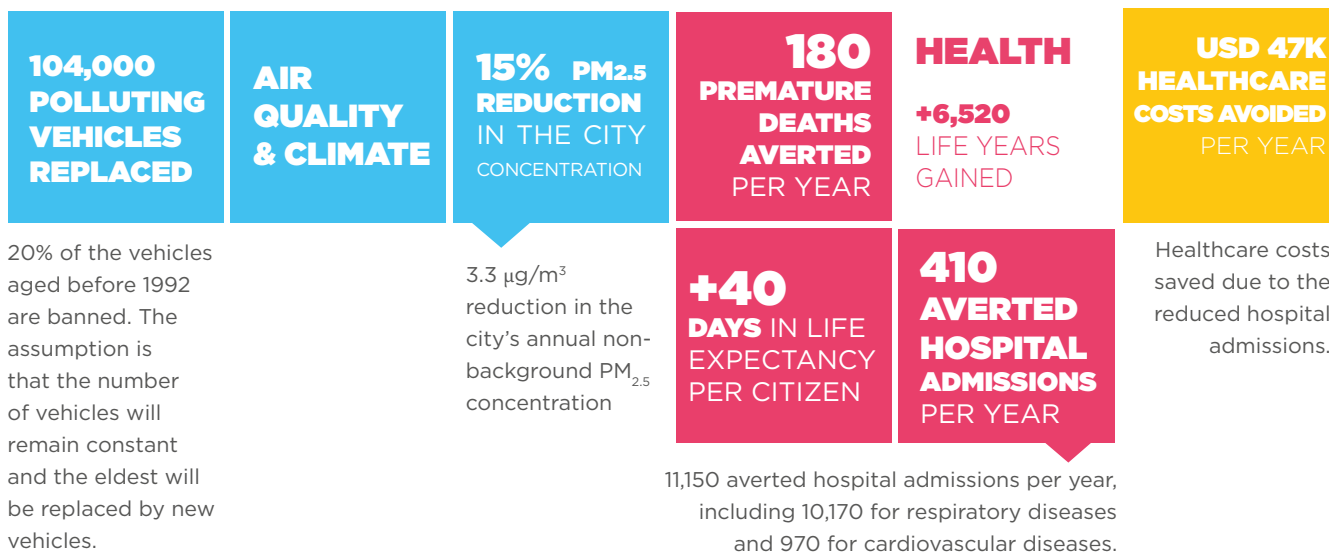 104,000
POLLUTING
VEHICLES
REPLACED
20% of the vehicles
aged before 1992
are banned. The
assumption is
that the number
of vehicles will
remain constant
and the eldest will
be replaced by new
vehicles.
AIR
QUALITY
& CLIMATE
15% PM2.5
REDUCTION
IN THE CITY
CONCENTRATION
3.3 µg/m³
reduction in the
city's annual non-
background PM2.5
concentration
180
PREMATURE
DEATHS
AVERTED
PER YEAR
HEALTH
+6,520
LIFE YEARS
GAINED
+40
DAYS IN LIFE
EXPECTANCY
PER CITIZEN
410
AVERTED
HOSPITAL
ADMISSIONS
PER YEAR
11,150 averted hospital admissions per year,
including 10,170 for respiratory diseases
and 970 for cardiovascular diseases.
USD 47K
HEALTHCARE
COSTS AVOIDED
PER YEAR
Healthcare costs
saved due to the
reduced hospital
admissions.